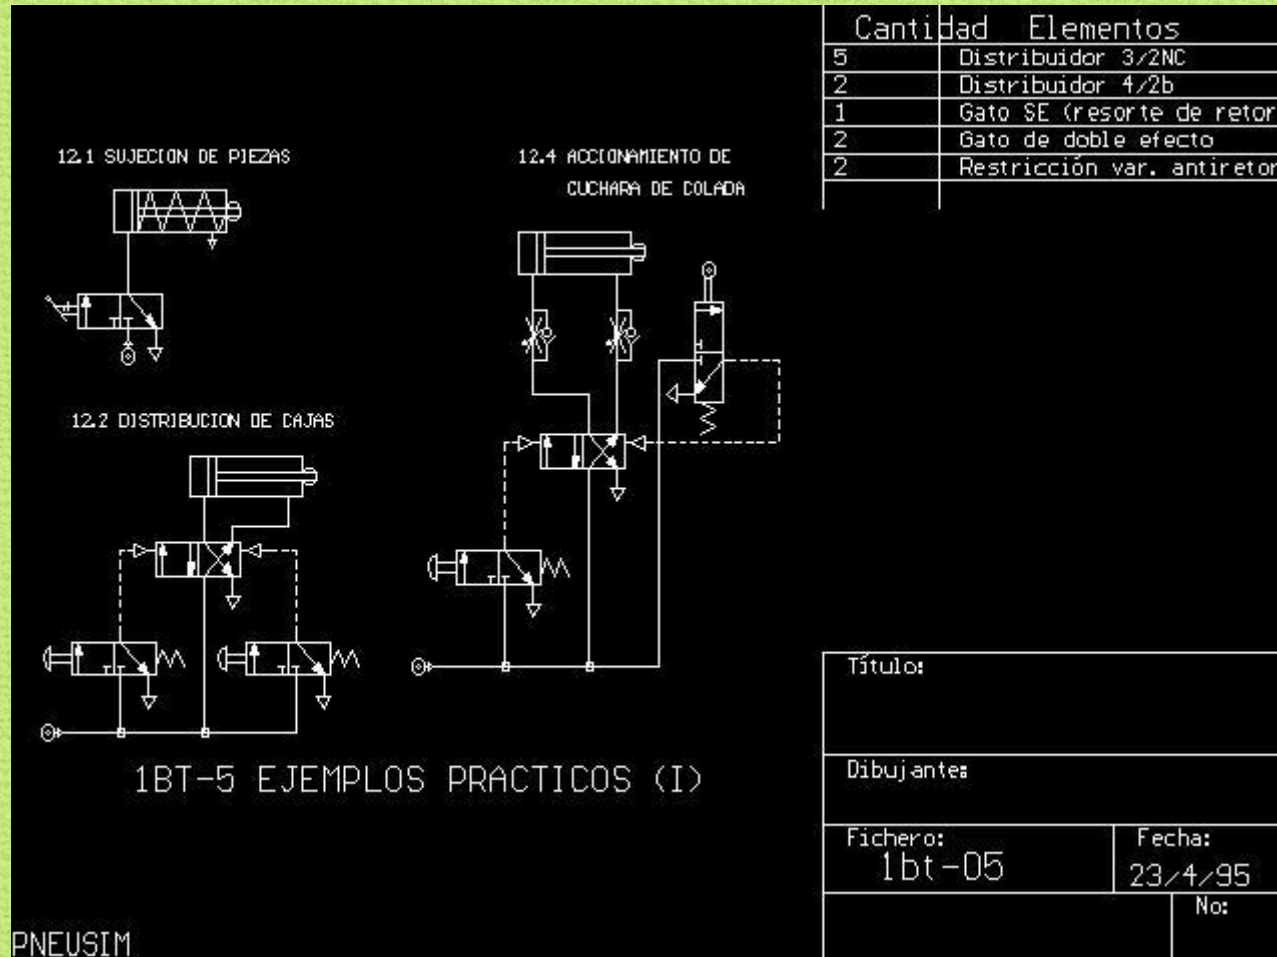 Cantidad Elementos
5 Distribuidor 3/2NC
2 Distribuidor 4/2b
1 Gato SE (resorte de retor
2 Gato de doble efecto
2 Restricción var. antiretor
12.1 SUJECION DE PIEZAS
12.4 ACCIONAMIENTO DE
CUCHARA DE COLADA
12.2 DISTRIBUCION DE CAJAS
1BT-5 EJEMPLOS PRACTICOS (I)
Título:
Dibujante:
Fichero: Fecha:
1bt-05 23/4/95
No:
PNEUSIM